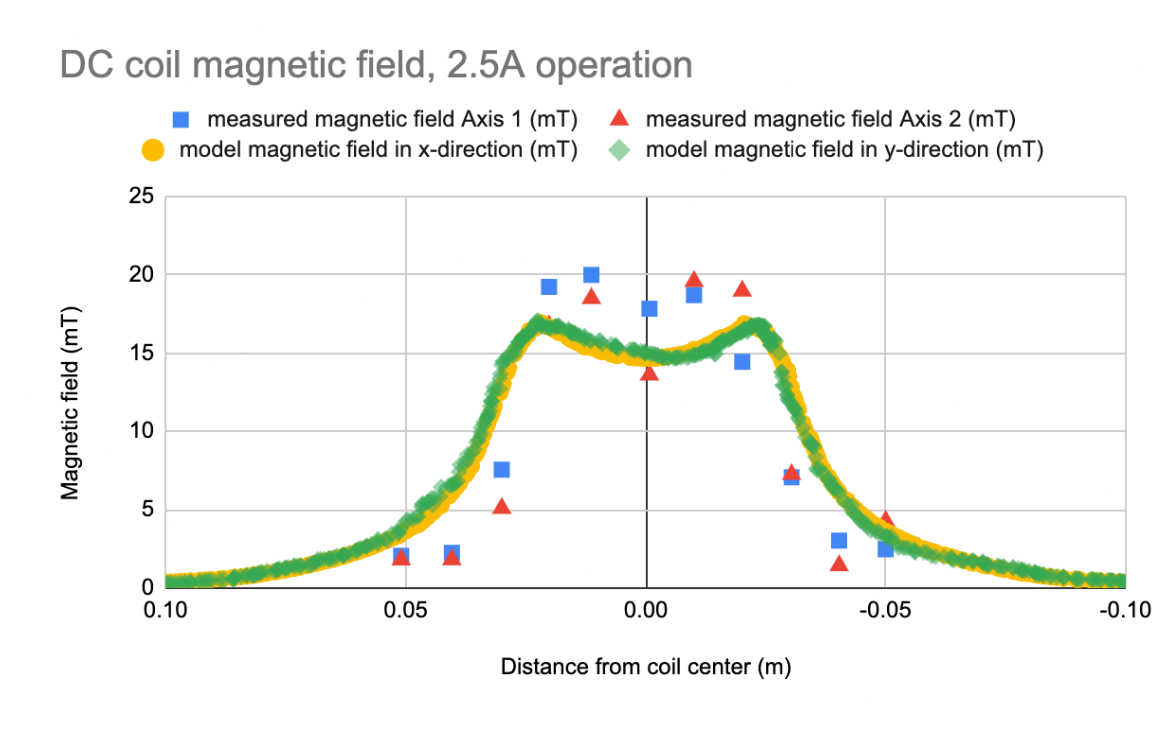 DC coil magnetic field, 2.5A operation
measured magnetic field Axis 1 (mT) measured magnetic field Axis 2 (mT)
model magnetic field in x-direction (mT) model magnetic field in y-direction (mT)
Magnetic field (mT)
25
20
15
10
5
0
0.10 0.05 0.00 -0.05 -0.10
Distance from coil center (m)